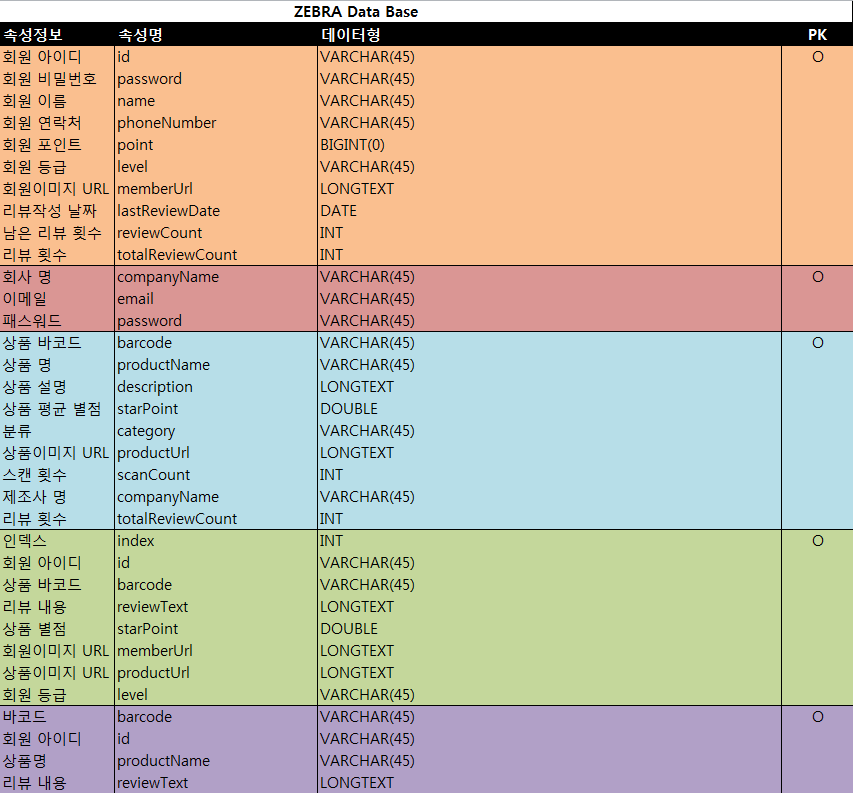 ZEBRA Data Base
속성정보 속성명 데이터형 PK
회원 아이디 id VARCHAR(45) O
회원 비밀번호 password VARCHAR(45)
회원 이름 name VARCHAR(45)
회원 연락처 phoneNumber VARCHAR(45)
회원 포인트 point BIGINT(0)
회원 등급 level VARCHAR(45)
회원이미지 URL memberUrl LONGTEXT
리뷰작성 날짜 lastReviewDate DATE
남은 리뷰 횟수 reviewCount INT
리뷰 횟수 totalReviewCount INT
회사 명 companyName VARCHAR(45) O
이메일 email VARCHAR(45)
패스워드 password VARCHAR(45)
상품 바코드 barcode VARCHAR(45) O
상품 명 productName VARCHAR(45)
상품 설명 description LONGTEXT
상품 평균 별점 starPoint DOUBLE
분류 category VARCHAR(45)
상품이미지 URL productUrl LONGTEXT
스캔 횟수 scanCount INT
제조사 명 companyName VARCHAR(45)
리뷰 횟수 totalReviewCount INT
인덱스 index INT O
회원 아이디 id VARCHAR(45)
상품 바코드 barcode VARCHAR(45)
리뷰 내용 reviewText LONGTEXT
상품 별점 starPoint DOUBLE
회원이미지 URL memberUrl LONGTEXT
상품이미지 URL productUrl LONGTEXT
회원 등급 level VARCHAR(45)
바코드 barcode VARCHAR(45) O
회원 아이디 id VARCHAR(45)
상품명 productName VARCHAR(45)
리뷰 내용 reviewText LONGTEXT